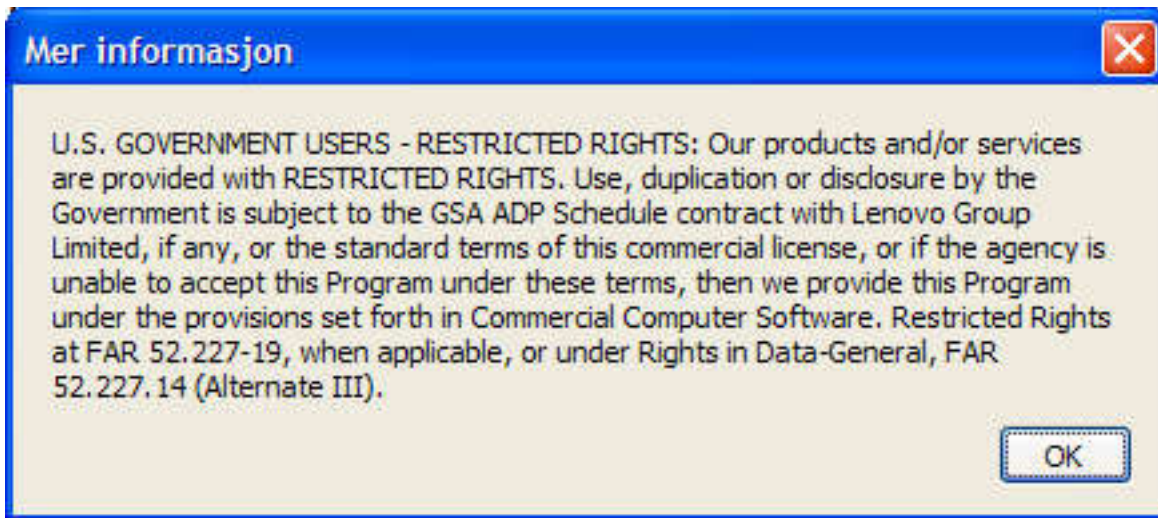 Mer informasjon
U.S. GOVERNMENT USERS - RESTRICTED RIGHTS: Our products and/or services
are provided with RESTRICTED RIGHTS. Use, duplication or disclosure by the
Government is subject to the GSA ADP Schedule contract with Lenovo Group
Limited, if any, or the standard terms of this commercial license, or if the agency is
unable to accept this Program under these terms, then we provide this Program
under the provisions set forth in Commercial Computer Software. Restricted Rights
at FAR 52.227-19, when applicable, or under Rights in Data-General, FAR
52.227.14 (Alternate III).
OK